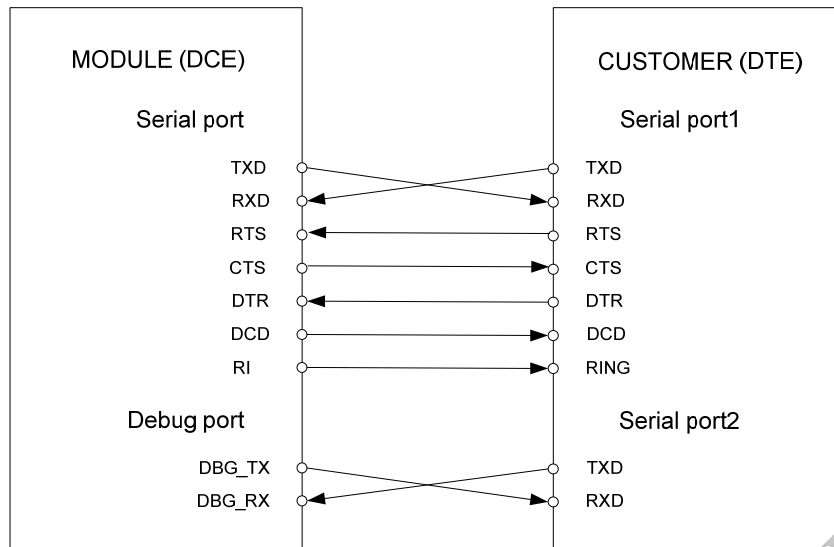 MODULE (DCE)
CUSTOMER (DTE)
Serial port
Serial port1
TXD
TXD
RXD
RXD
RTS
RTS
CTS
CTS
DTR
DTR
DCD
DCD
RI
RING
Debug port
Serial port2
DBG_TX
TXD
DBG_RX
RXD